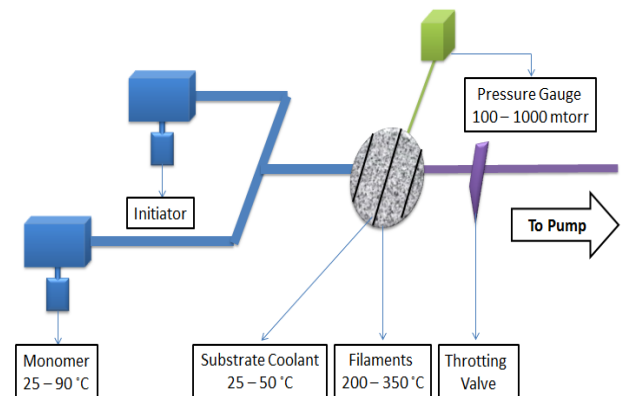 Pressure Gauge
100 – 1000 mtorr
Initiator
To Pump
Monomer
25 – 90 ˚C
Substrate Coolant
25 – 50 ˚C
Filaments
200 – 350 ˚C
Throtting
Valve